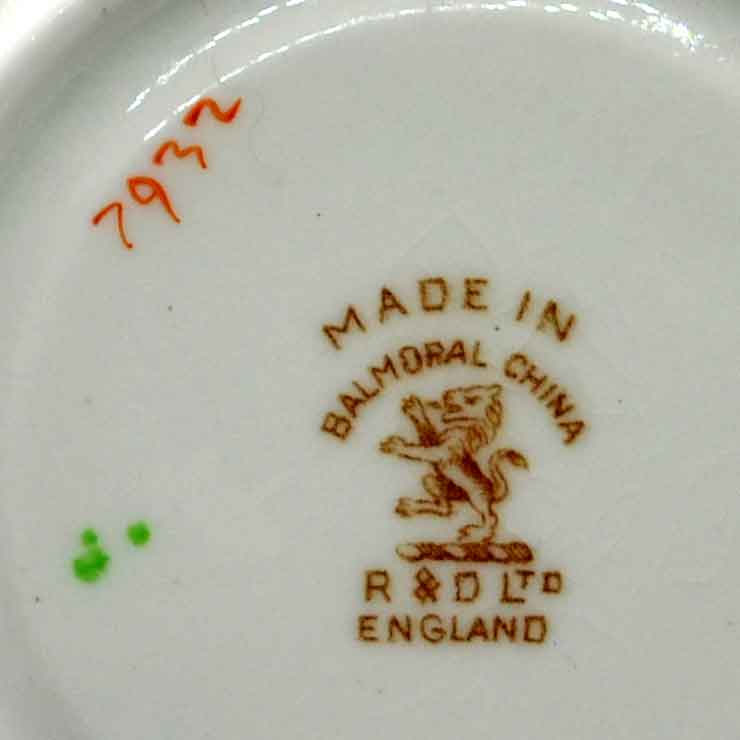 7932
MADE IN
BALMORAL CHINA
R & D LTD
ENGLAND